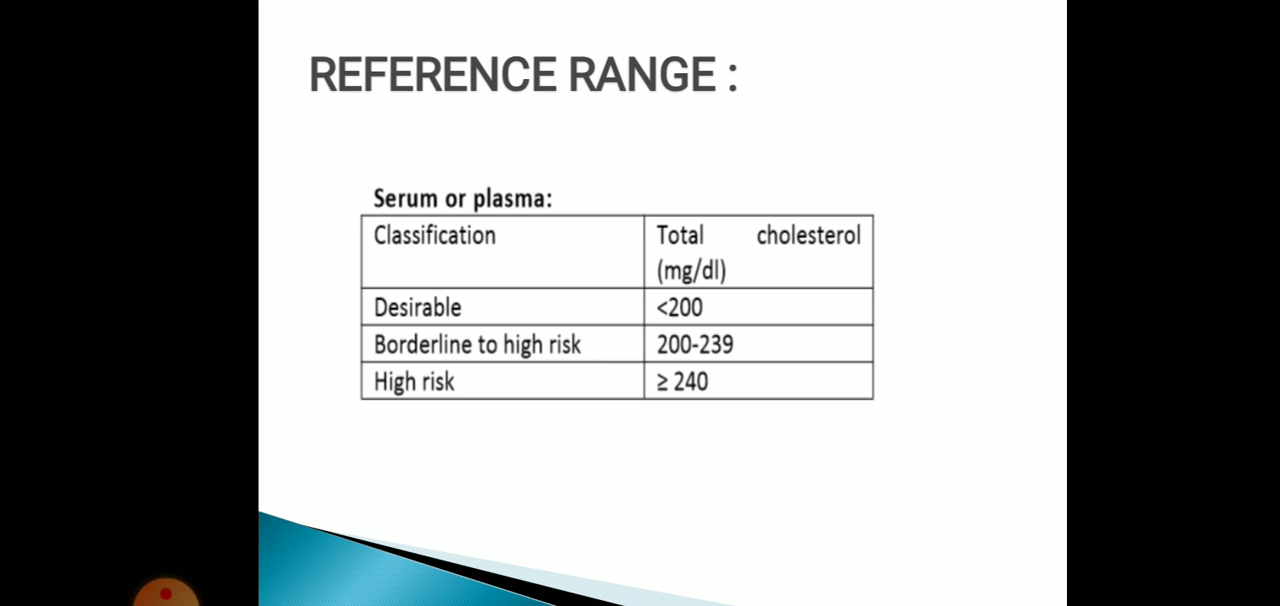 REFERENCE RANGE :
Serum or plasma:
Classification Total cholesterol
(mg/dl)
Desirable <200
Borderline to high risk 200-239
High risk ≥ 240